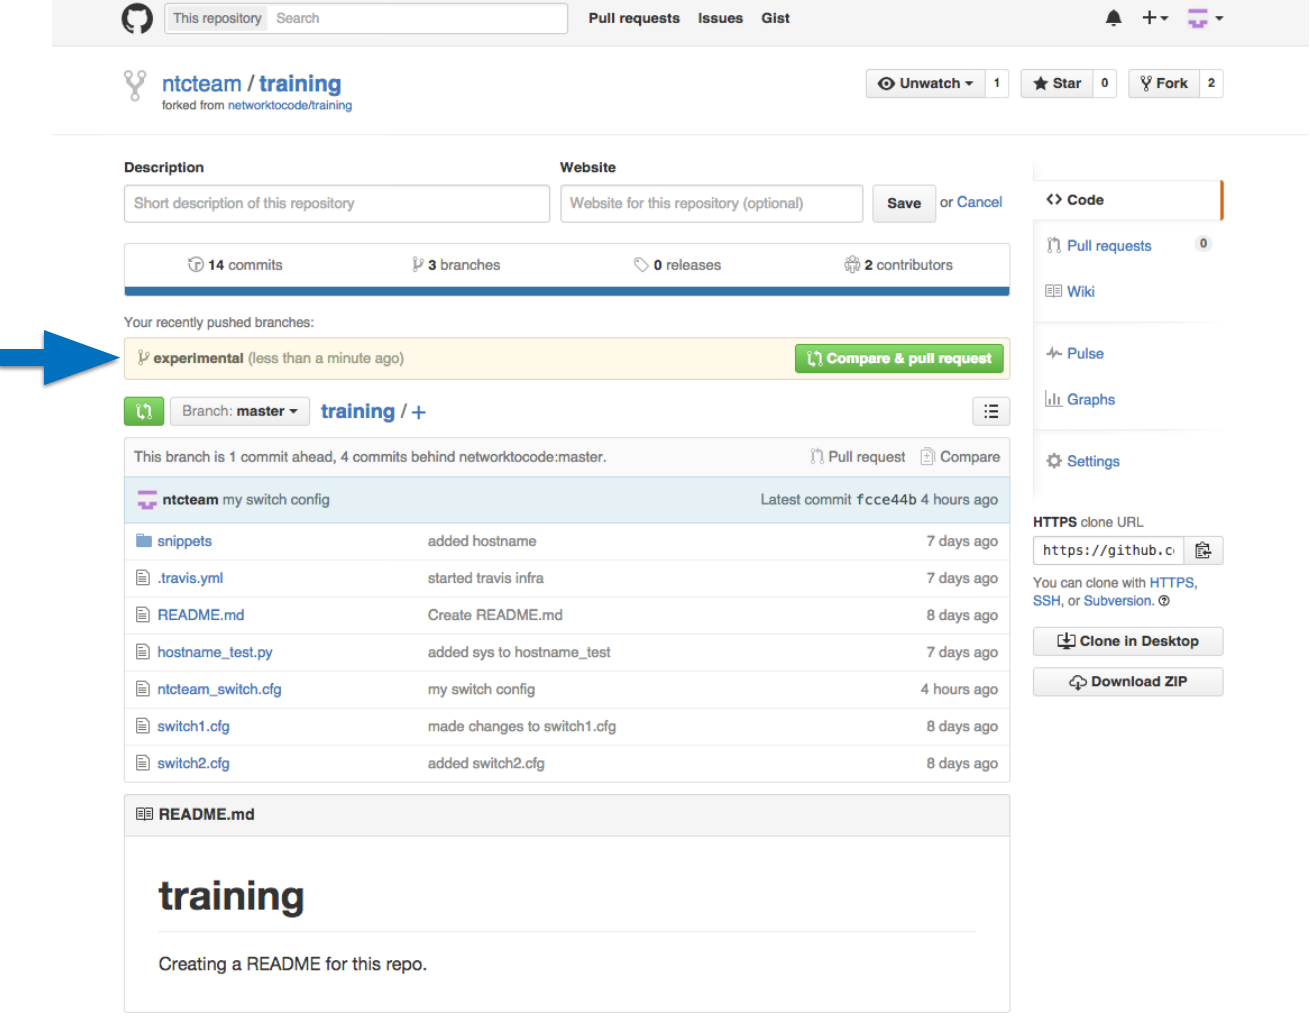 This repository Search Pull requests Issues Gist
ntcteam / training
Unwatch 1 Star 0 Fork 2
forked from networktocode/training
Description Website
Short description of this repository Website for this repository (optional) Save or Cancel
14 commits 3 branches 0 releases 2 contributors
Your recently pushed branches:
experimental (less than a minute ago) Compare & pull request
Branch: master training / +
This branch is 1 commit ahead, 4 commits behind networktocode:master. Pull request Compare
ntcteam my switch config Latest commit fcce44b 4 hours ago
snippets added hostname 7 days ago
.travis.yml started travis infra 7 days ago
README.md Create README.md 8 days ago
hostname_test.py added sys to hostname_test 7 days ago
ntcteam_switch.cfg my switch config 4 hours ago
switch1.cfg made changes to switch1.cfg 8 days ago
switch2.cfg added switch2.cfg 8 days ago
README.md
training
Creating a README for this repo.
Code
Pull requests 0
Wiki
Pulse
Graphs
Settings
HTTPS clone URL
https://github.c
You can clone with HTTPS,
SSH, or Subversion.
Clone in Desktop
Download ZIP